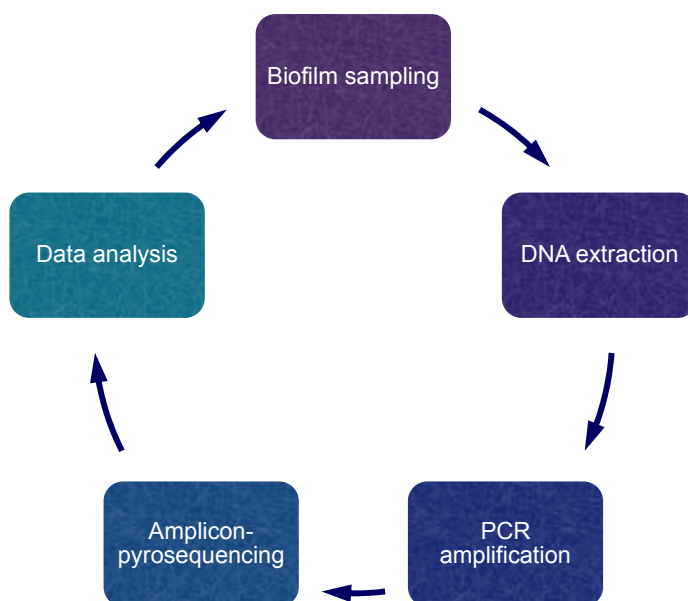 Biofilm sampling
DNA extraction
PCR
amplification
Amplicon-
pyrosequencing
Data analysis